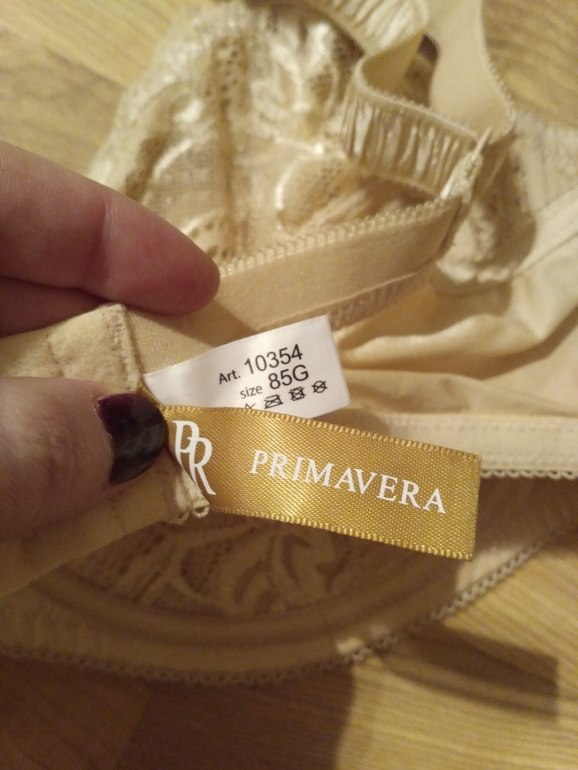 Art. 10354
size 85G
PR PRIMAVERA